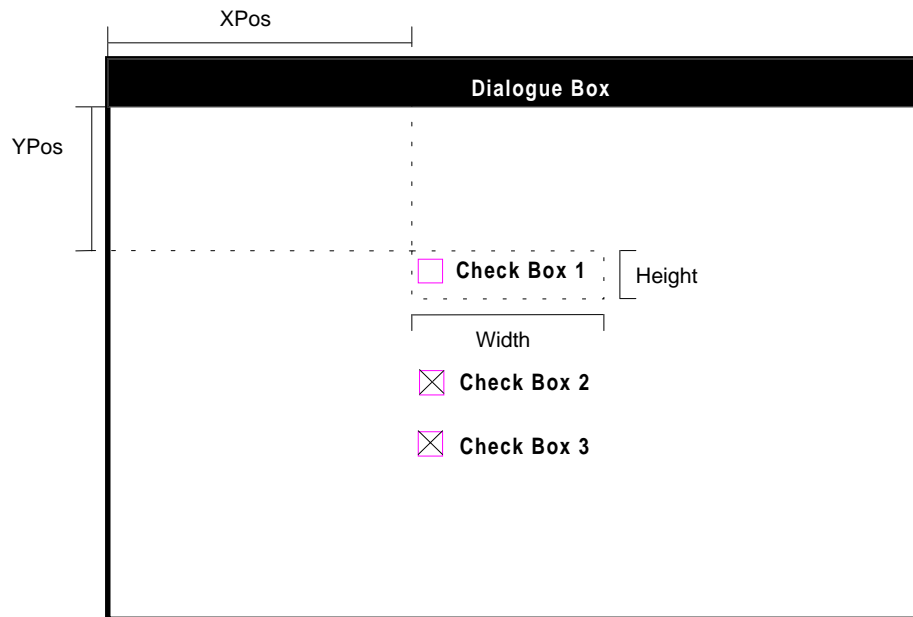 XPos
Dialogue Box
YPos
Check Box 1
Height
Width
Check Box 2
Check Box 3